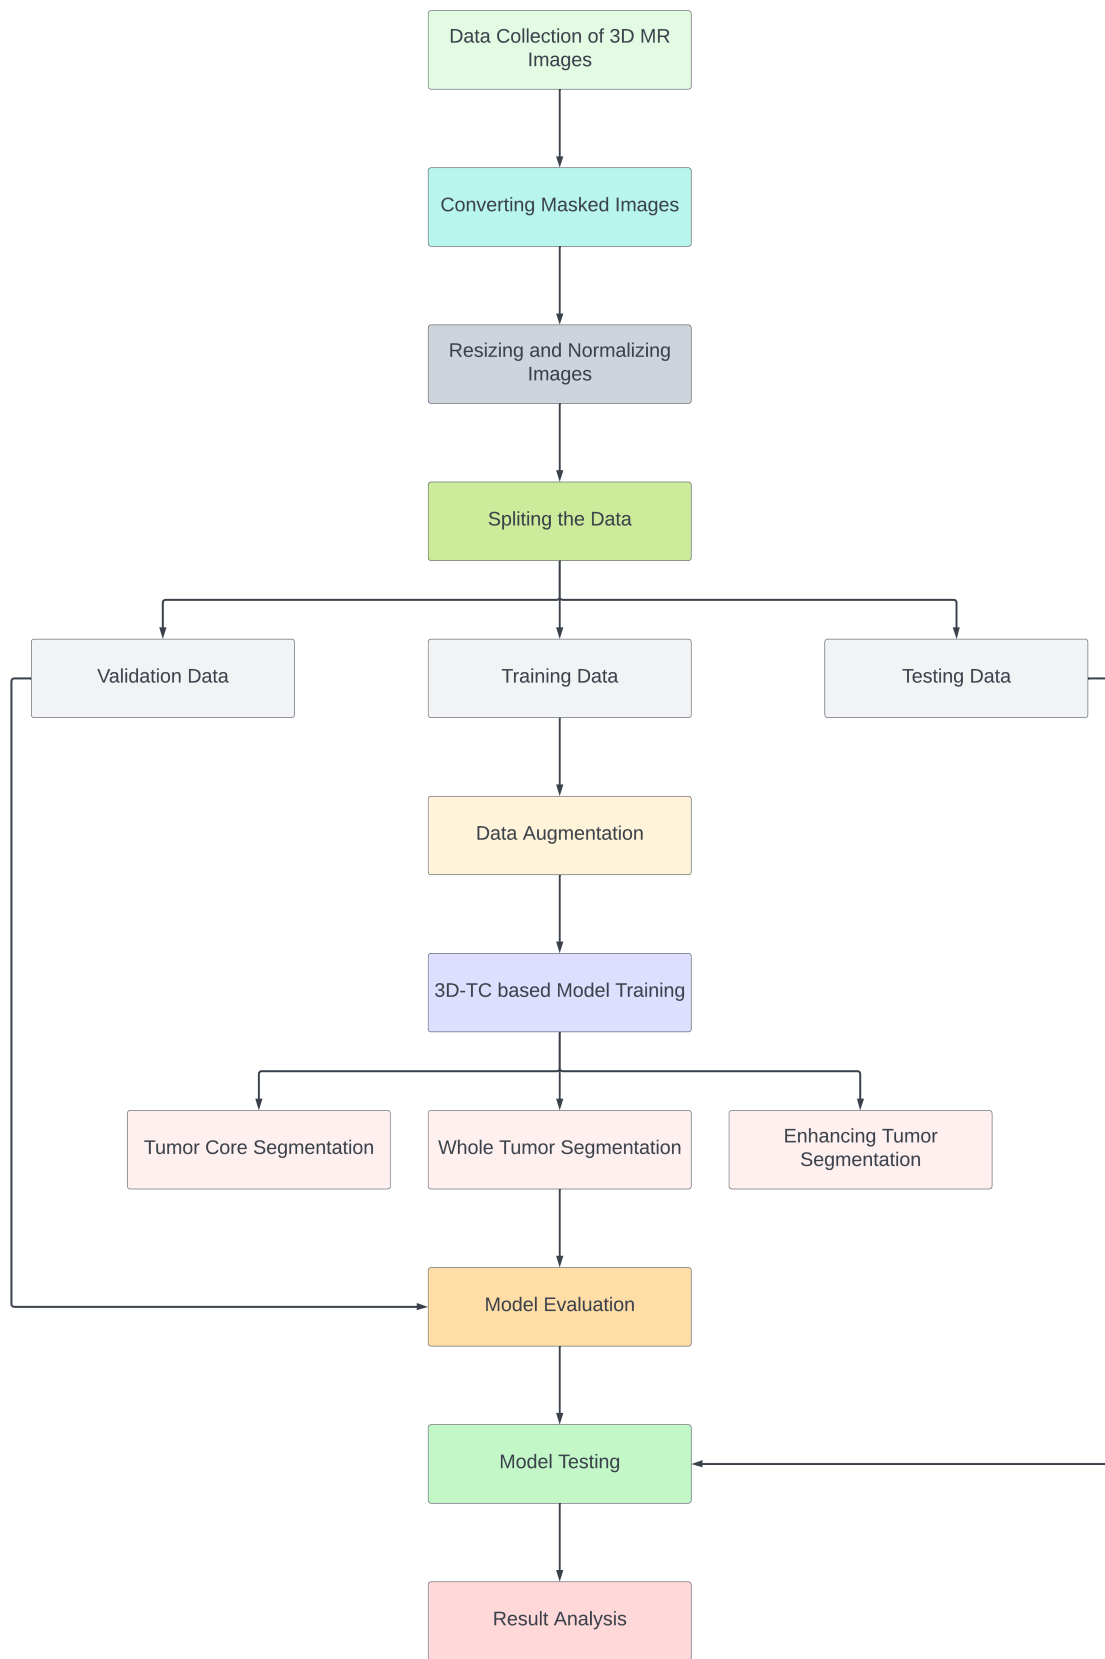 Data Collection of 3D MR
Images
Converting Masked Images
Resizing and Normalizing
Images
Spliting the Data
Validation Data
Training Data
Testing Data
Data Augmentation
3D-TC based Model Training
Tumor Core Segmentation
Whole Tumor Segmentation
Enhancing Tumor
Segmentation
Model Evaluation
Model Testing
Result Analysis